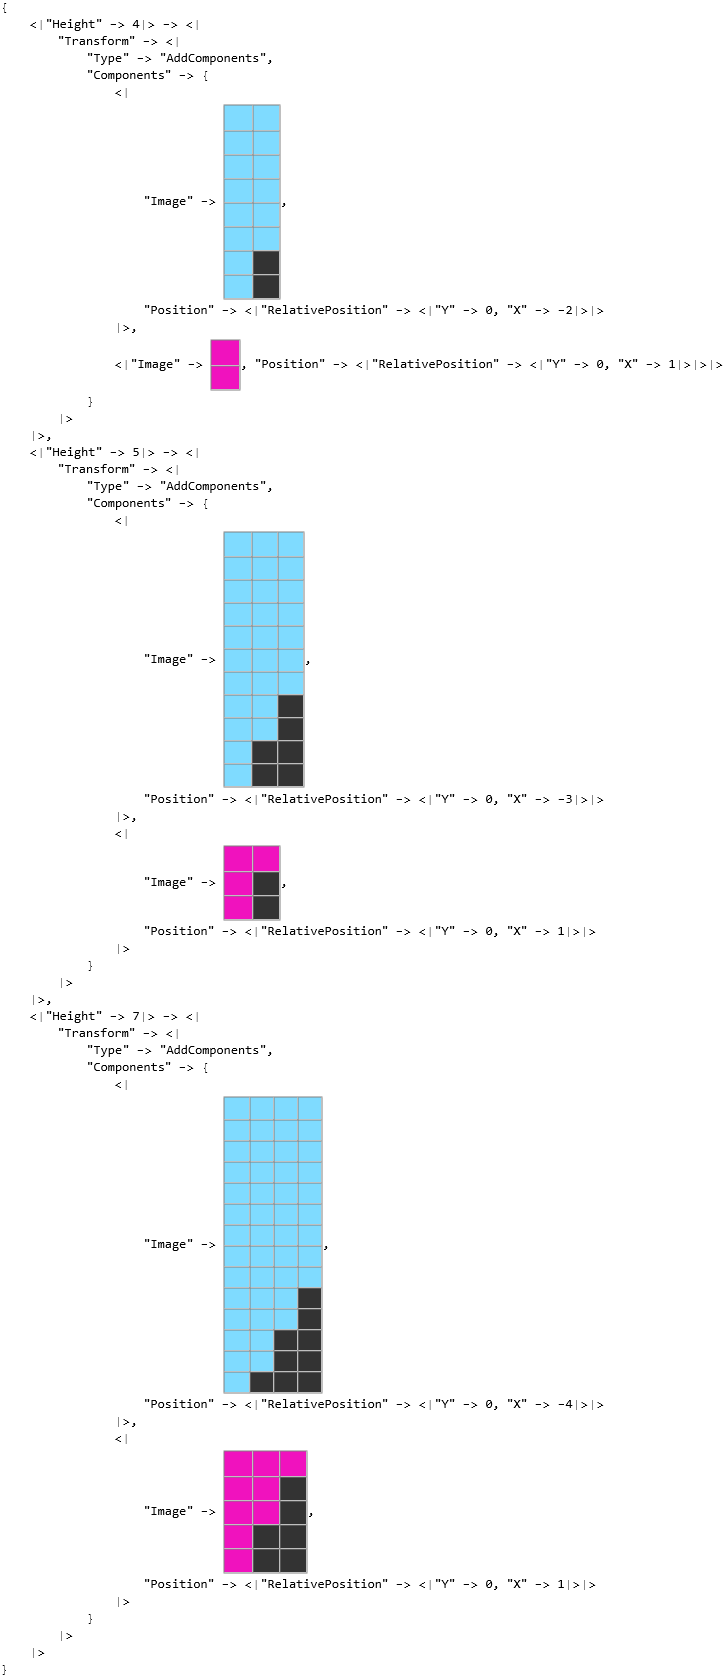 {
<|"Height" -> 4|> -> <|
"Transform" -> <|
"Type" -> "AddComponents",
"Components" -> {
<|
"Image" -> ,
"Position" -> <|"RelativePosition" -> <|"Y" -> 0, "X" -> -2|>|>
|>,
<|"Image" -> , "Position" -> <|"RelativePosition" -> <|"Y" -> 0, "X" -> 1|>|>|>
}
|>
|>,
<|"Height" -> 5|> -> <|
"Transform" -> <|
"Type" -> "AddComponents",
"Components" -> {
<|
"Image" -> ,
"Position" -> <|"RelativePosition" -> <|"Y" -> 0, "X" -> -3|>|>
|>,
<|
"Image" -> ,
"Position" -> <|"RelativePosition" -> <|"Y" -> 0, "X" -> 1|>|>
|>
}
|>
|>,
<|"Height" -> 7|> -> <|
"Transform" -> <|
"Type" -> "AddComponents",
"Components" -> {
<|
"Image" -> ,
"Position" -> <|"RelativePosition" -> <|"Y" -> 0, "X" -> -4|>|>
|>,
<|
"Image" -> ,
"Position" -> <|"RelativePosition" -> <|"Y" -> 0, "X" -> 1|>|>
|>
}
|>
|>
}